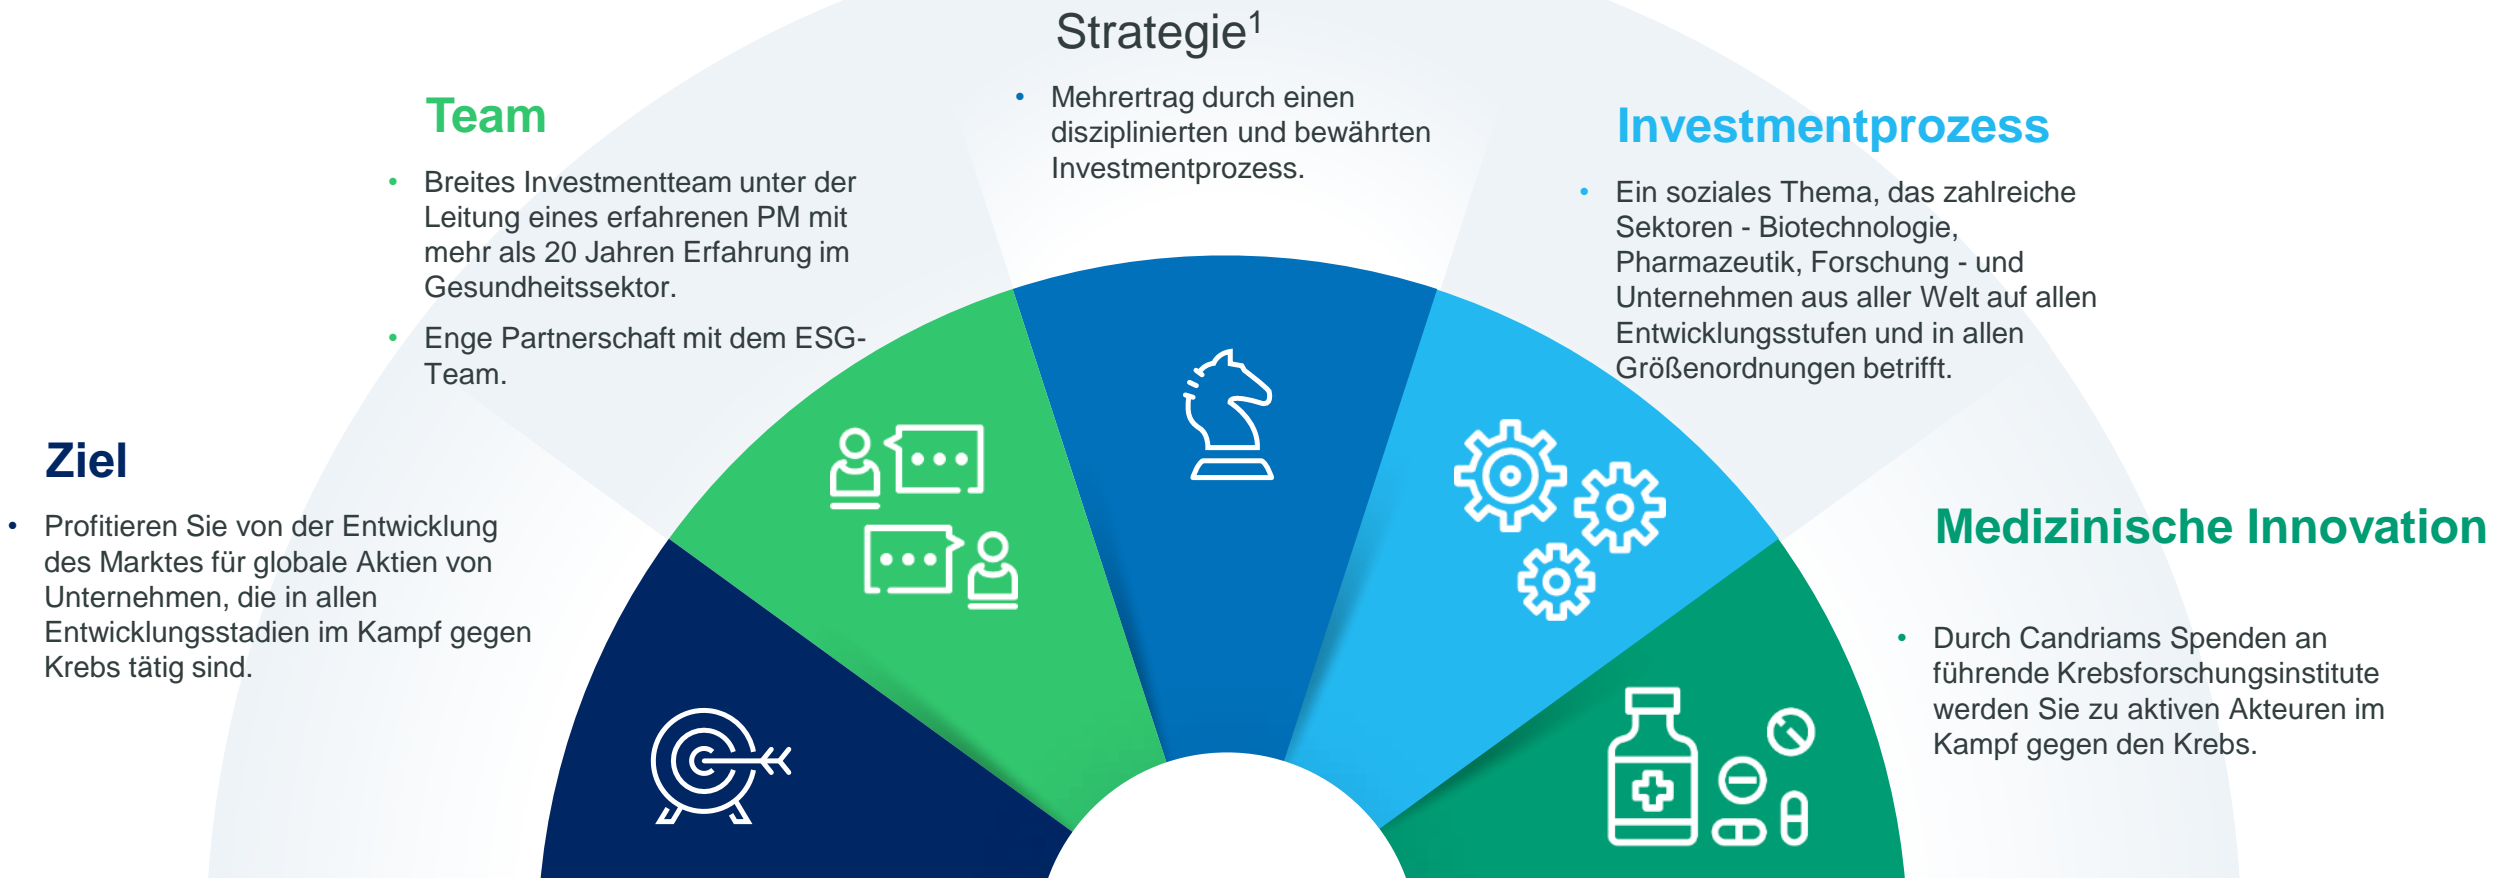 Strategie¹
• Mehrertrag durch einen
disziplinierten und bewährten
Investmentprozess.
Team
• Breites Investmentteam unter der
Leitung eines erfahrenen PM mit
mehr als 20 Jahren Erfahrung im
Gesundheitssektor.
• Enge Partnerschaft mit dem ESG-
Team.
Investmentprozess
• Ein soziales Thema, das zahlreiche
Sektoren - Biotechnologie,
Pharmazeutik, Forschung - und
Unternehmen aus aller Welt auf allen
Entwicklungsstufen und in allen
Größenordnungen betrifft.
Ziel
• Profitieren Sie von der Entwicklung
des Marktes für globale Aktien von
Unternehmen, die in allen
Entwicklungsstadien im Kampf gegen
Krebs tätig sind.
Medizinische Innovation
• Durch Candriams Spenden an
führende Krebsforschungsinstitute
werden Sie zu aktiven Akteuren im
Kampf gegen den Krebs.